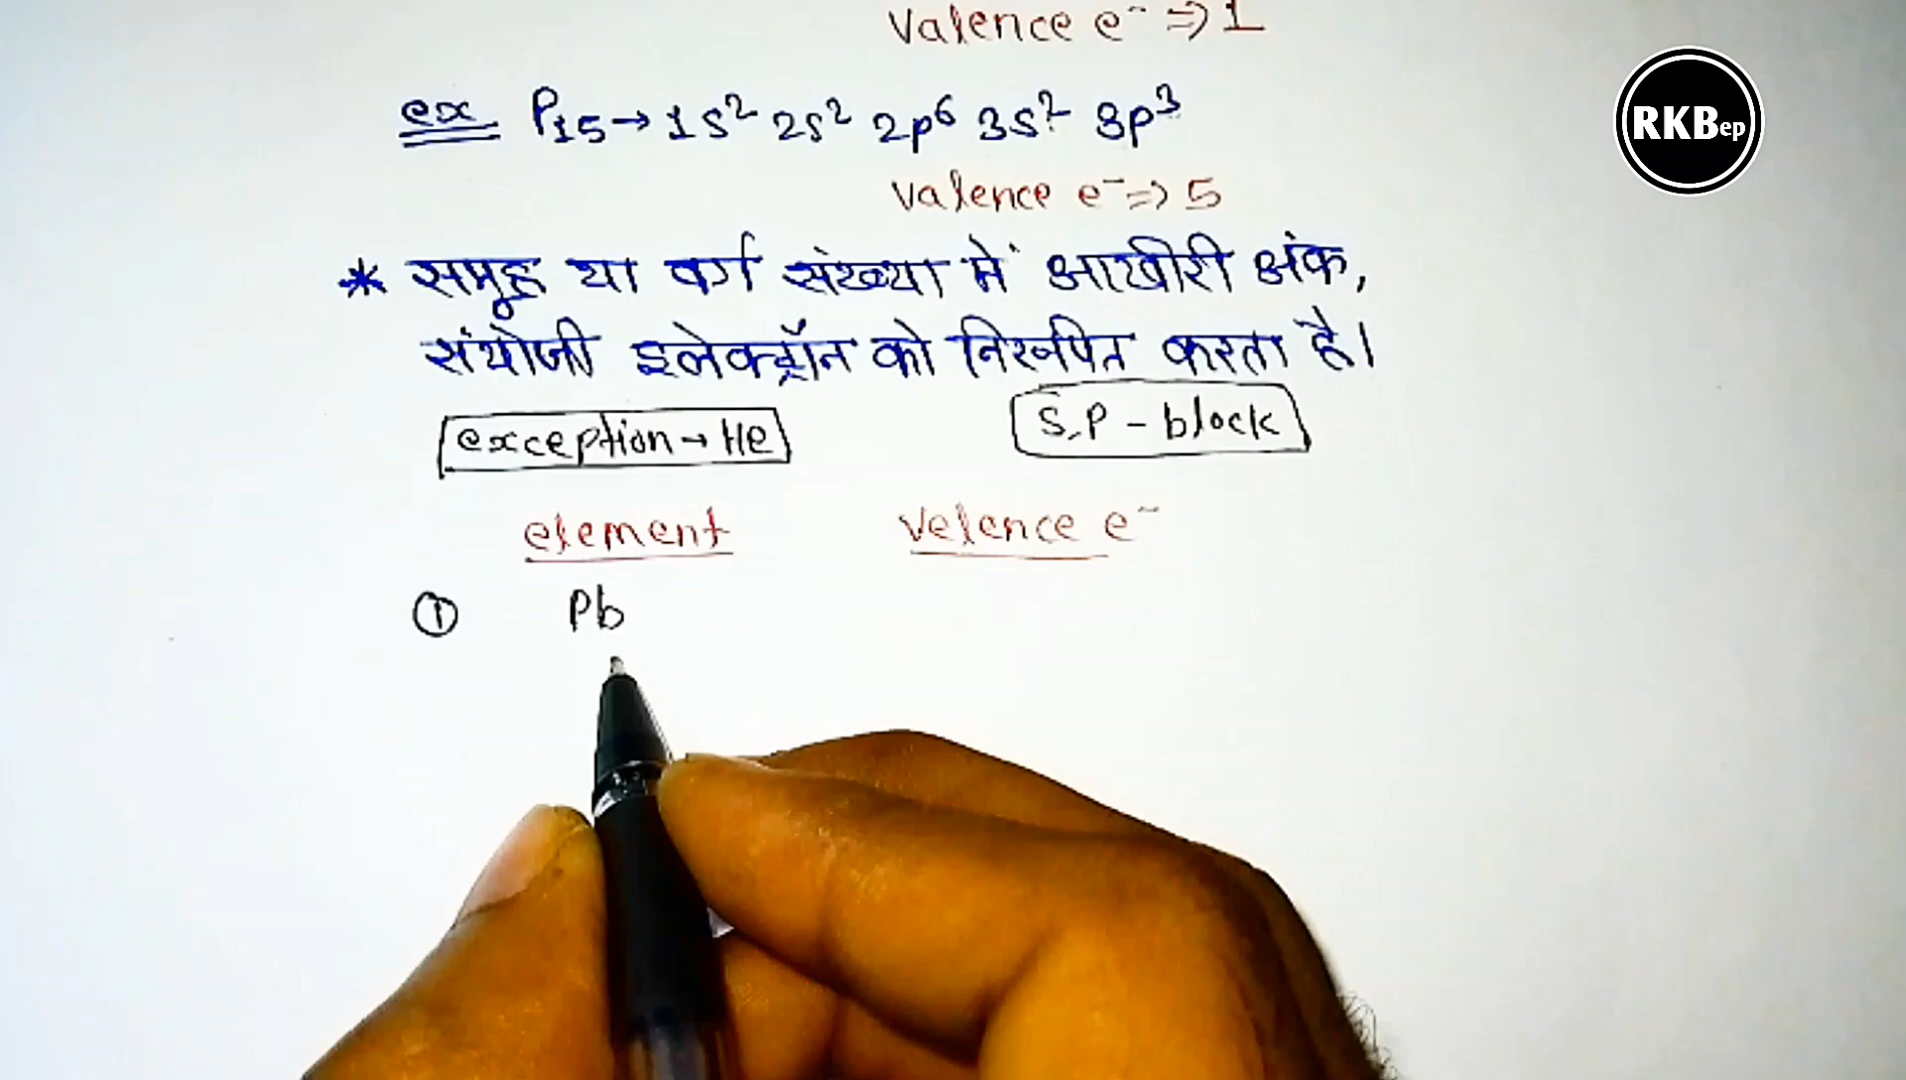 Valence e⁻ ⇒ 1
ex P₁₅ → 1s² 2s² 2p⁶ 3s² 3p³
RKBep
Valence e⁻ ⇒ 5
* समूह या वर्ग संख्या में आखीरी अंक,
संयोजी इलेक्ट्रॉन को निरूपित करता है।
exception → He S,P - block
element Velence e⁻
① Pb